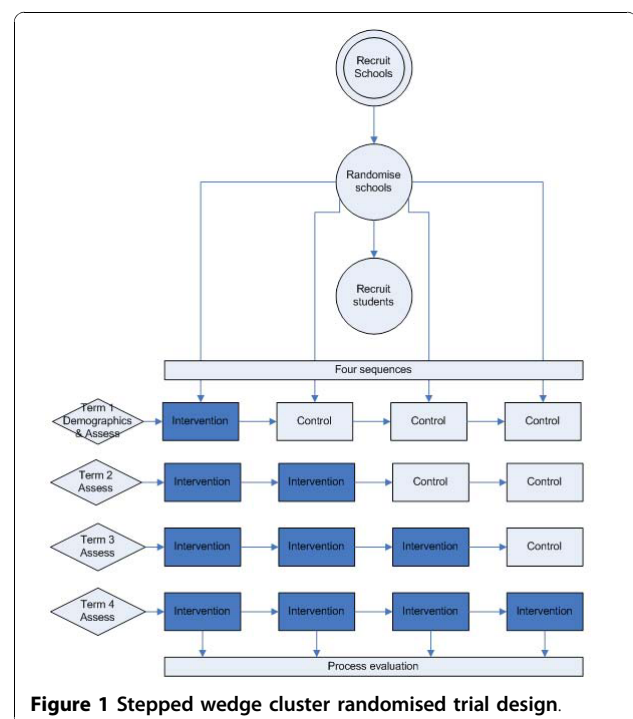 Recruit
Schools
Randomise
schools
Recruit
students
Four sequences
Term 1
Demographics
& Assess
Intervention
Control
Control
Control
Term 2
Assess
Intervention
Intervention
Control
Control
Term 3
Assess
Intervention
Intervention
Intervention
Control
Term 4
Assess
Intervention
Intervention
Intervention
Intervention
Process evaluation
Figure 1 Stepped wedge cluster randomised trial design.